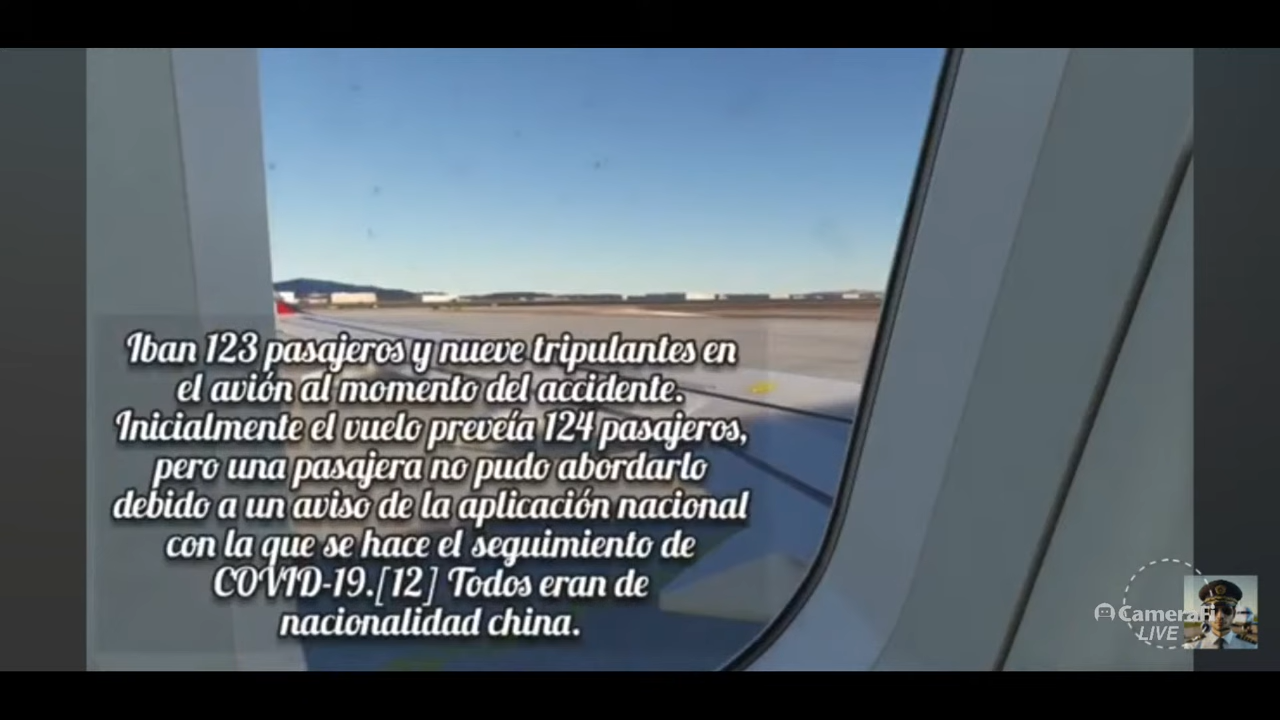 Iban 123 pasajeros y nueve tripulantes en
el avión al momento del accidente.
Inicialmente el vuelo preveía 124 pasajeros,
pero una pasajera no pudo abordarlo
debido a un aviso de la aplicación nacional
con la que se hace el seguimiento de
COVID-19.[12] Todos eran de
nacionalidad china.
CameraFi
LIVE